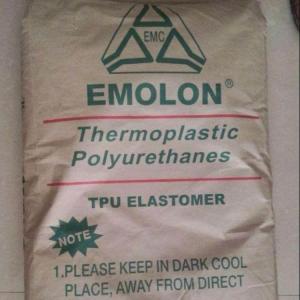 EMC
EMOLON®
Thermoplastic
Polyurethanes
TPU ELASTOMER
NOTE
1.PLEASE KEEP IN DARK COOL
PLACE, AWAY FROM DIRECT